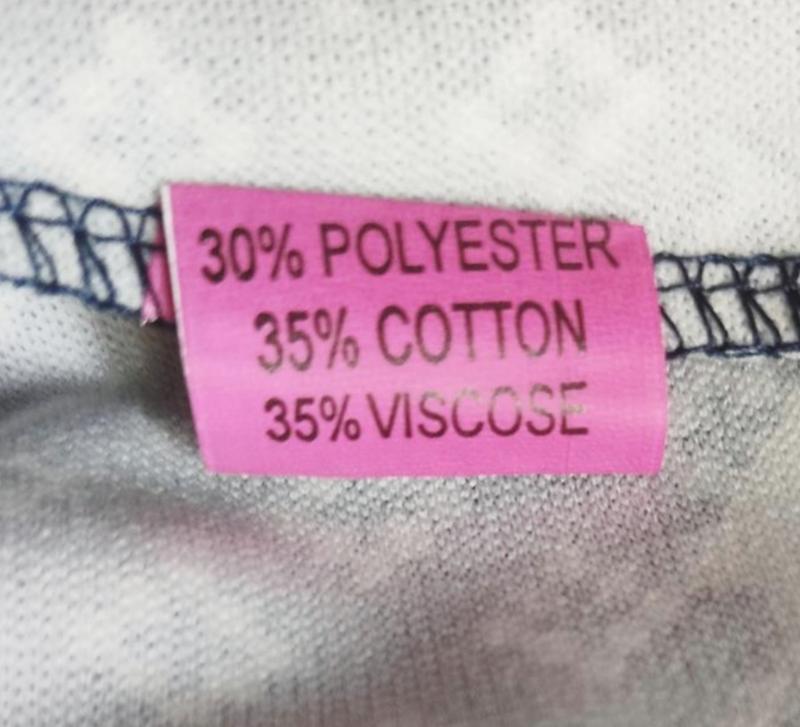 30% POLYESTER
35% COTTON
35% VISCOSE